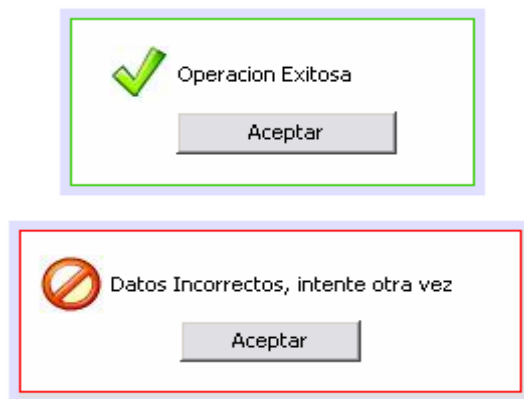 Operacion Exitosa
Aceptar
Datos Incorrectos, intente otra vez
Aceptar